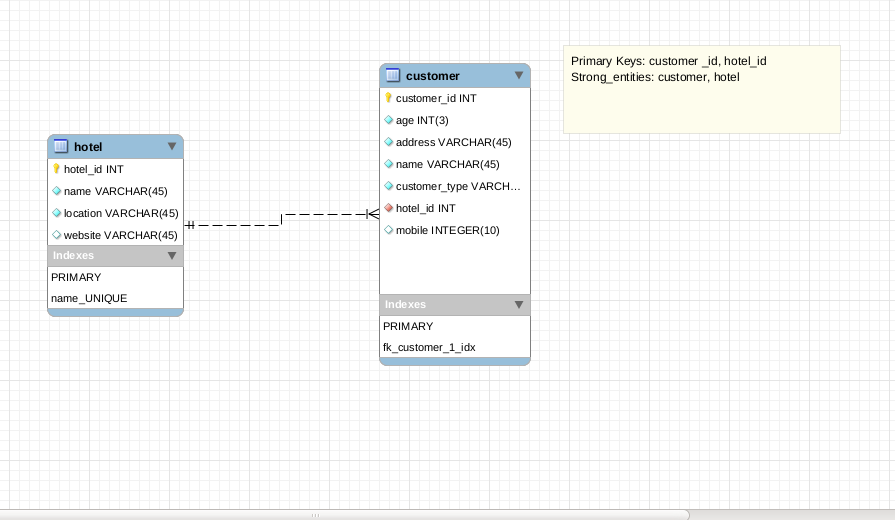 hotel
hotel_id INT
name VARCHAR(45)
location VARCHAR(45)
website VARCHAR(45)
Indexes
PRIMARY
name_UNIQUE
customer
customer_id INT
age INT(3)
address VARCHAR(45)
name VARCHAR(45)
customer_type VARCH...
hotel_id INT
mobile INTEGER(10)
Indexes
PRIMARY
fk_customer_1_idx
Primary Keys: customer _id, hotel_id
Strong_entities: customer, hotel